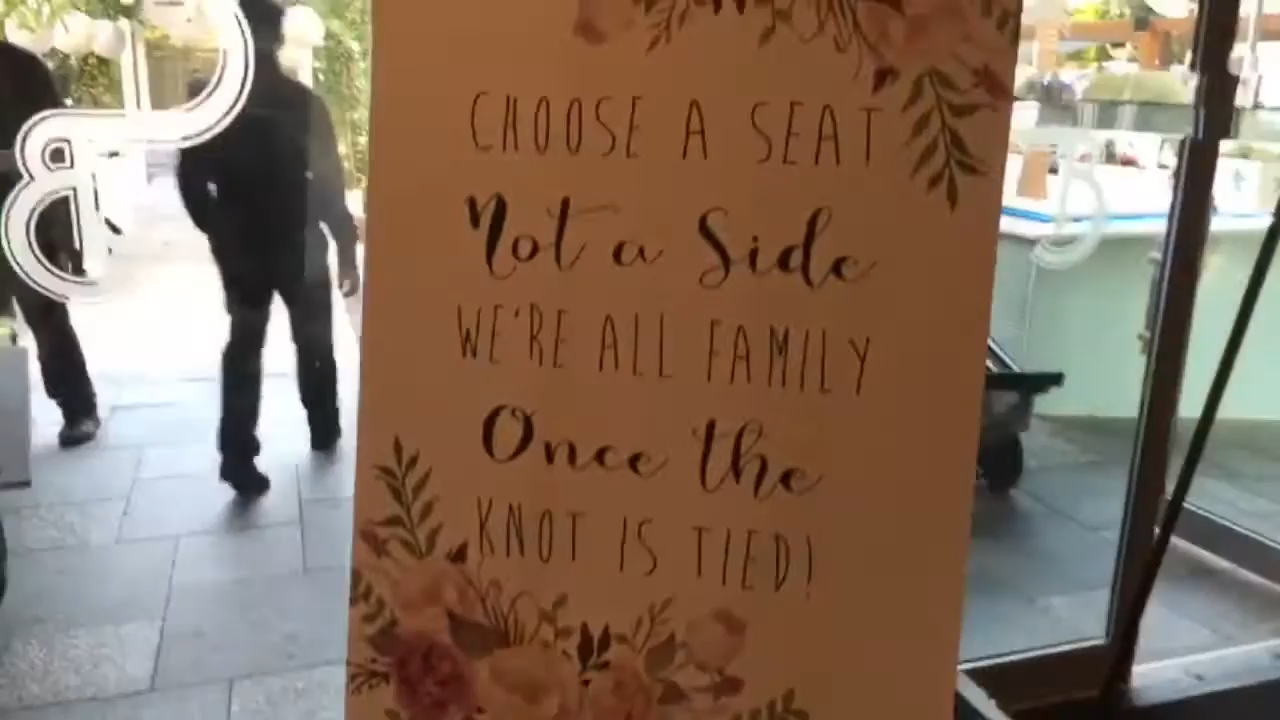 CHOOSE A SEAT
Not a Side
WE'RE ALL FAMILY
Once the
KNOT IS TIED!